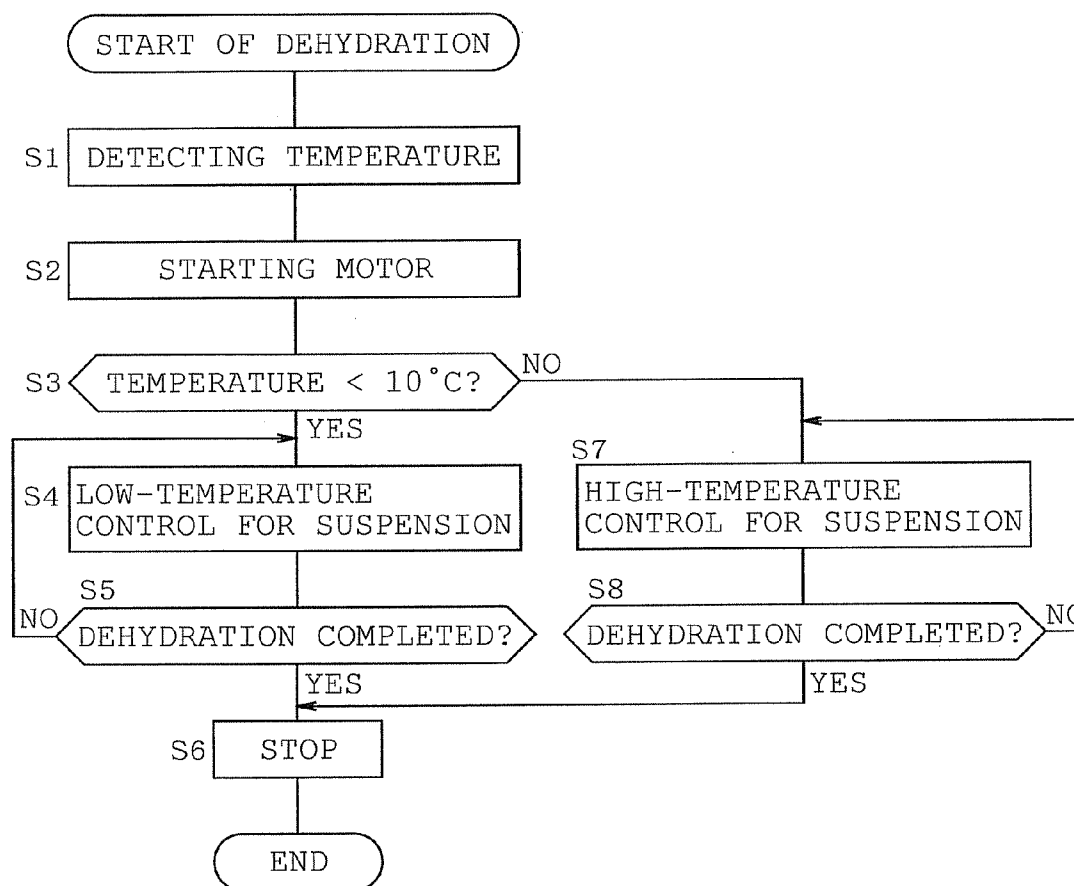 START OF DEHYDRATION
S1 DETECTING TEMPERATURE
S2 STARTING MOTOR
S3 TEMPERATURE < 10°C?
NO
YES
S4 LOW-TEMPERATURE
CONTROL FOR SUSPENSION
S5
NO DEHYDRATION COMPLETED?
YES
S7
HIGH-TEMPERATURE
CONTROL FOR SUSPENSION
S8
DEHYDRATION COMPLETED? NO
YES
S6 STOP
END